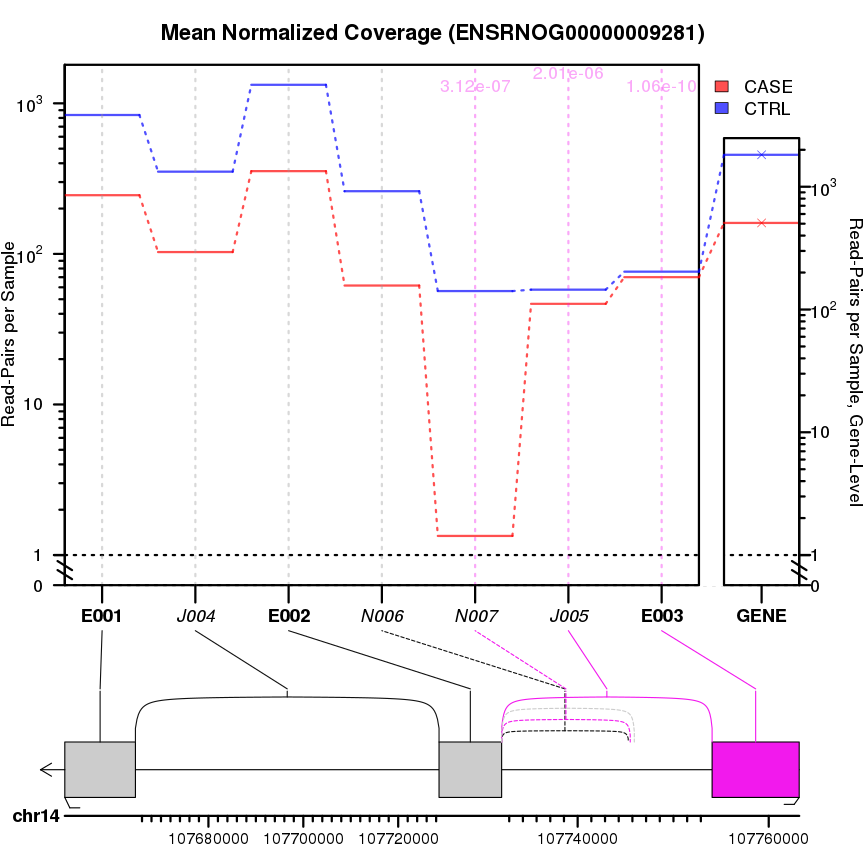 Mean Normalized Coverage (ENSRNOG00000009281)
3.12e-07
2.01e-06
1.06e-10
CASE
CTRL
Read-Pairs per Sample
10³
10²
10
1
0
10³
10²
10
1
0
Read-Pairs per Sample, Gene-Level
E001 J004 E002 N006 N007 J005 E003 GENE
chr14
107680000 107700000 107720000 107740000 107760000